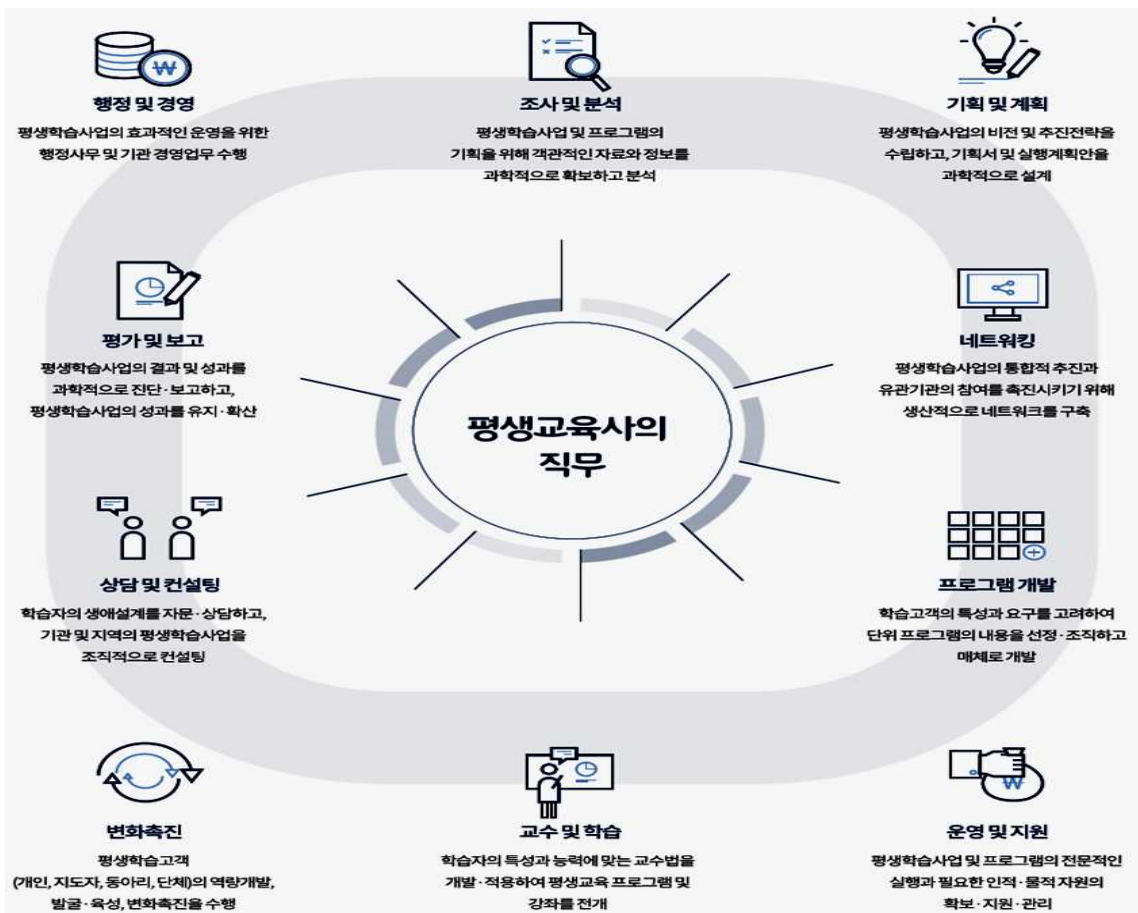 행정 및 경영
평생학습사업의 효과적인 운영을 위한
행정사무 및 기관 경영업무 수행
조사 및 분석
평생학습사업 및 프로그램의
기획을 위해 객관적인 자료와 정보를
과학적으로 확보하고 분석
기획 및 계획
평생학습사업의 비전 및 추진전략을
수립하고, 기획서 및 실행계획안을
과학적으로 설계
평가 및 보고
평생학습사업의 결과 및 성과를
과학적으로 진단·보고하고,
평생학습사업의 성과를 유지·확산
평생교육사의
직무
네트워킹
평생학습사업의 통합적 추진과
유관기관의 참여를 촉진시키기 위해
생산적으로 네트워크를 구축
상담 및 컨설팅
학습자의 생애설계를 자문·상담하고,
기관 및 지역의 평생학습사업을
조직적으로 컨설팅
프로그램 개발
학습고객의 특성과 요구를 고려하여
단위 프로그램의 내용을 선정·조직하고
매체로 개발
변화촉진
평생학습고객
(개인, 지도자, 동아리, 단체)의 역량개발,
발굴·육성, 변화촉진을 수행
교수 및 학습
학습자의 특성과 능력에 맞는 교수법을
개발·적용하여 평생교육 프로그램 및
강좌를 전개
운영 및 지원
평생학습사업 및 프로그램의 전문적인
실행과 필요한 인적·물적 자원의
확보·지원·관리